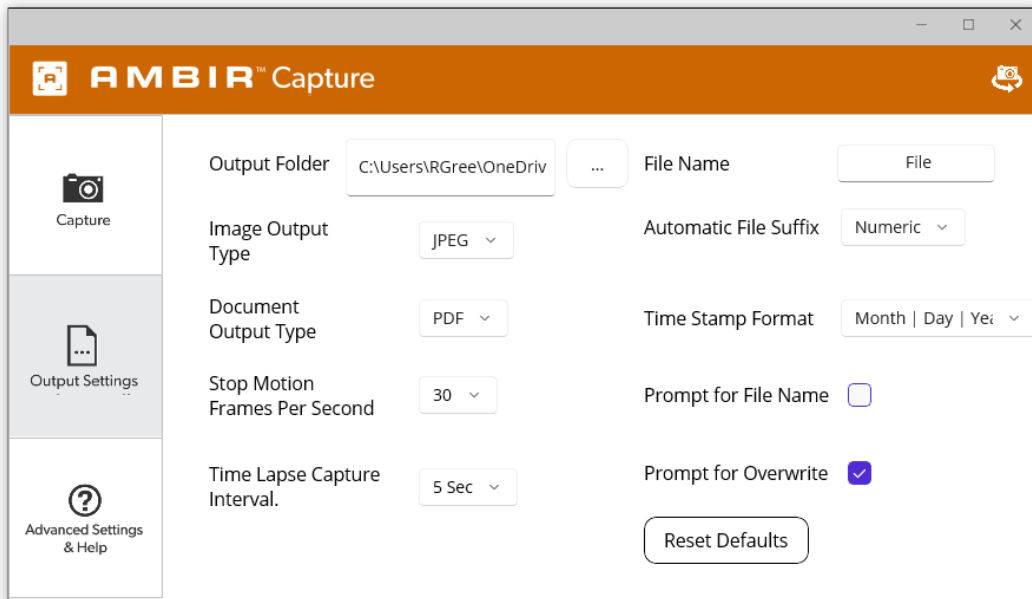 AMBIR™ Capture
Output Folder
C:\Users\RGree\OneDriv
...
File Name
File
Capture
Image Output
Type
JPEG
Automatic File Suffix
Numeric
Document
Output Type
PDF
Time Stamp Format
Month | Day |
Output Settings
Stop Motion
Frames Per Second
30
Prompt for File Name
Time Lapse Capture
Interval.
5 Sec
Prompt for Overwrite
Advanced Settings
& Help
Reset Defaults